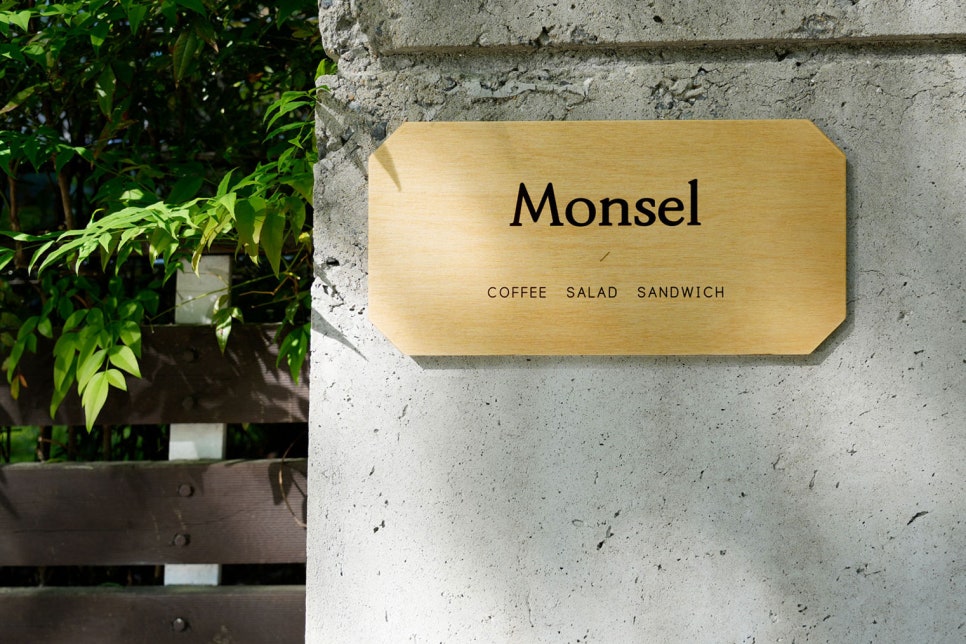 Monsel
/
COFFEE SALAD SANDWICH